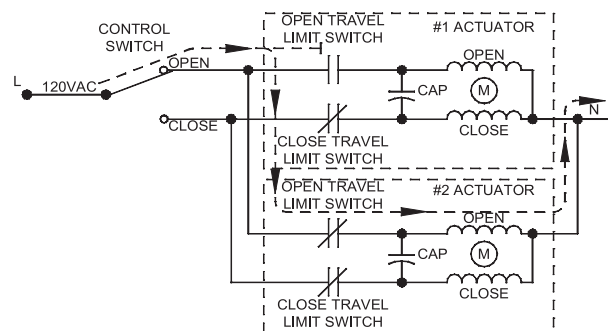 OPEN TRAVEL
LIMIT SWITCH
#1 ACTUATOR
CONTROL
SWITCH
OPEN
OPEN
L
120VAC
CAP
M
N
CLOSE
CLOSE
CLOSE TRAVEL
LIMIT SWITCH
OPEN TRAVEL
LIMIT SWITCH
#2 ACTUATOR
OPEN
CAP
M
CLOSE
CLOSE TRAVEL
LIMIT SWITCH